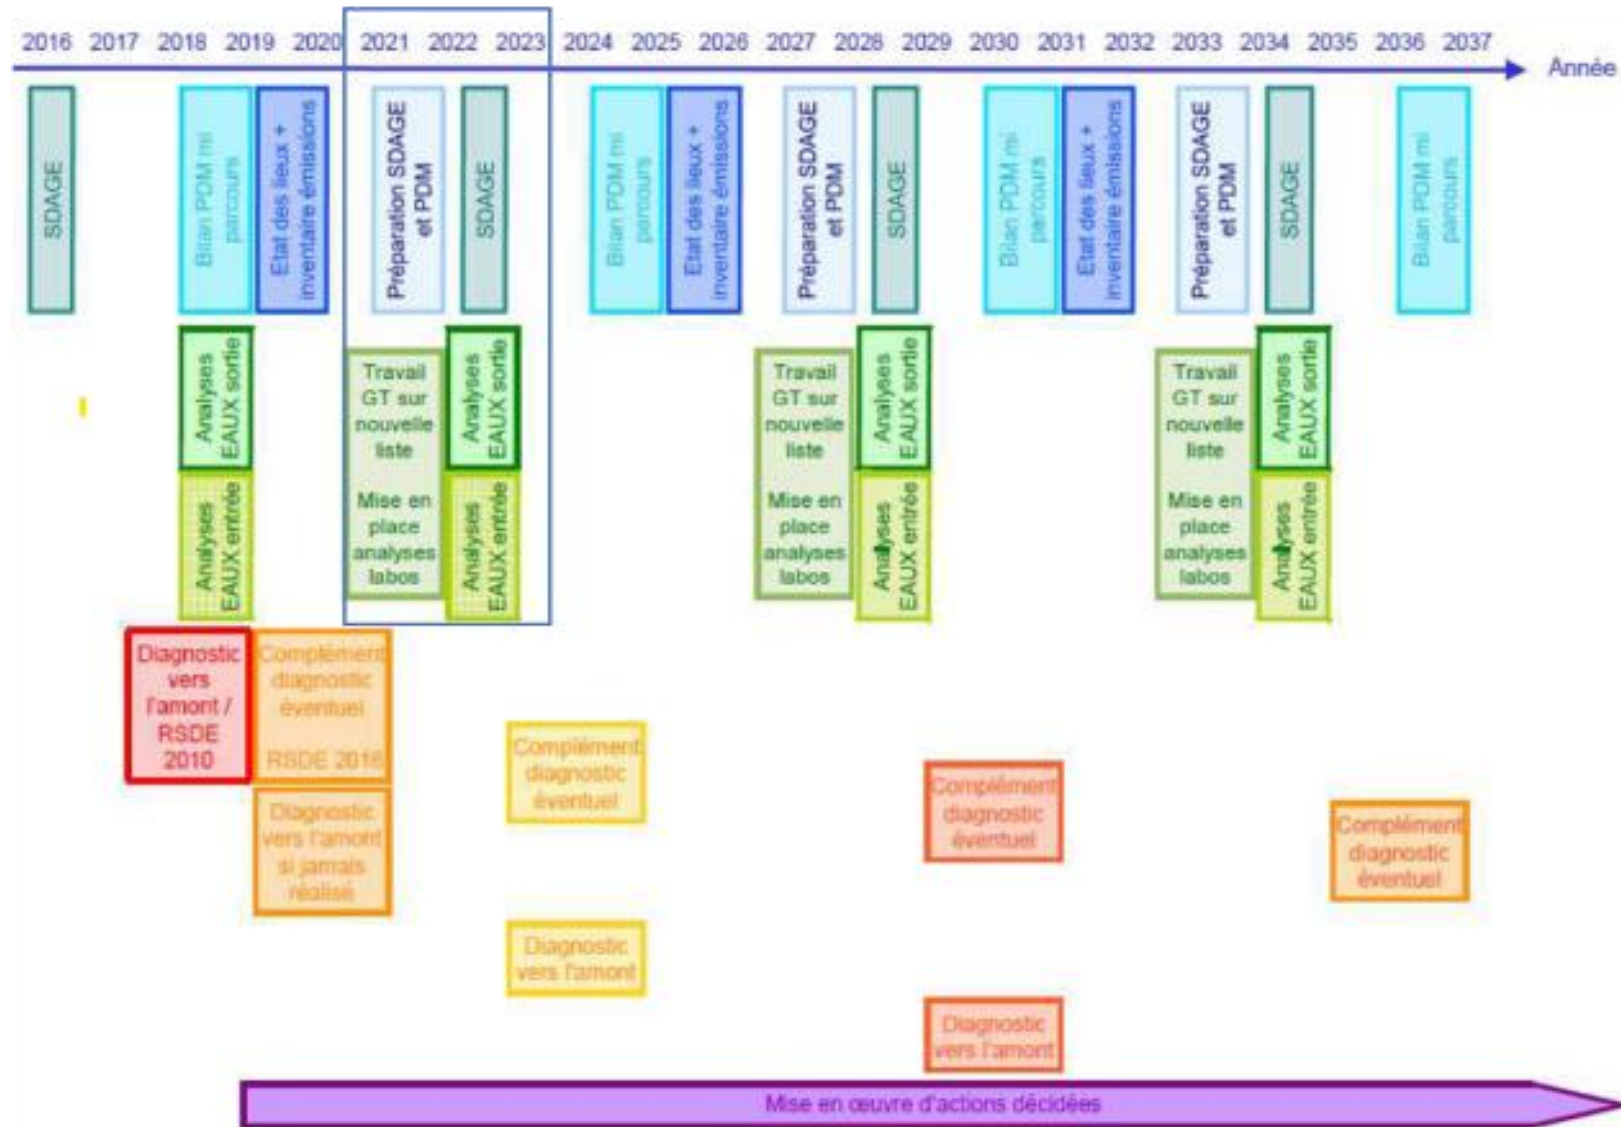 2016 2017 2018 2019 2020 2021 2022 2023 2024 2025 2026 2027 2028 2029 2030 2031 2032 2033 2034 2035 2036 2037
Année
SDAGE
Bilan PDM mi
parcours
Etat des lieux +
inventaire émissions
Préparation SDAGE
et PDM
SDAGE
Bilan PDM mi
parcours
Etat des lieux +
inventaire émissions
Préparation SDAGE
et PDM
SDAGE
Bilan PDM mi
parcours
Etat des lieux +
inventaire émissions
Préparation SDAGE
et PDM
SDAGE
Bilan PDM mi
parcours
Analyses
EAUX sortie
Travail
GT sur
nouvelle
liste
Mise en
place
analyses
labos
Analyses
EAUX sortie
Travail
GT sur
nouvelle
liste
Mise en
place
analyses
labos
Analyses
EAUX sortie
Travail
GT sur
nouvelle
liste
Mise en
place
analyses
labos
Analyses
EAUX sortie
Analyses
EAUX entrée
Analyses
EAUX entrée
Analyses
EAUX entrée
Analyses
EAUX entrée
Diagnostic
vers
l'amont /
RSDE
2010
Complément
diagnostic
éventuel
RSDE 2016
Diagnostic
vers l'amont
si jamais
réalisé
Complément
diagnostic
éventuel
Complément
diagnostic
éventuel
Complément
diagnostic
éventuel
Diagnostic
vers l'amont
Diagnostic
vers l'amont
Mise en œuvre d'actions décidées